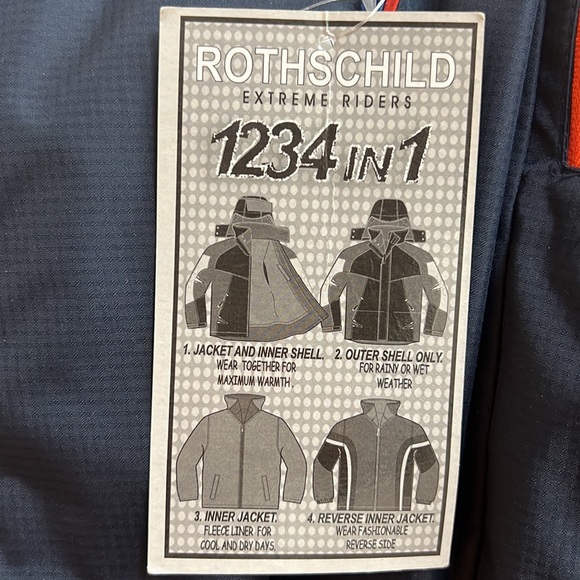 ROTHSCHILD
EXTREME RIDERS
1234 IN 1
1. JACKET AND INNER SHELL.
WEAR TOGETHER FOR
MAXIMUM WARMTH.
2. OUTER SHELL ONLY.
FOR RAINY OR WET
WEATHER
3. INNER JACKET.
FLEECE LINER FOR
COOL AND DRY DAYS.
4. REVERSE INNER JACKET.
WEAR FASHIONABLE
REVERSE SIDE